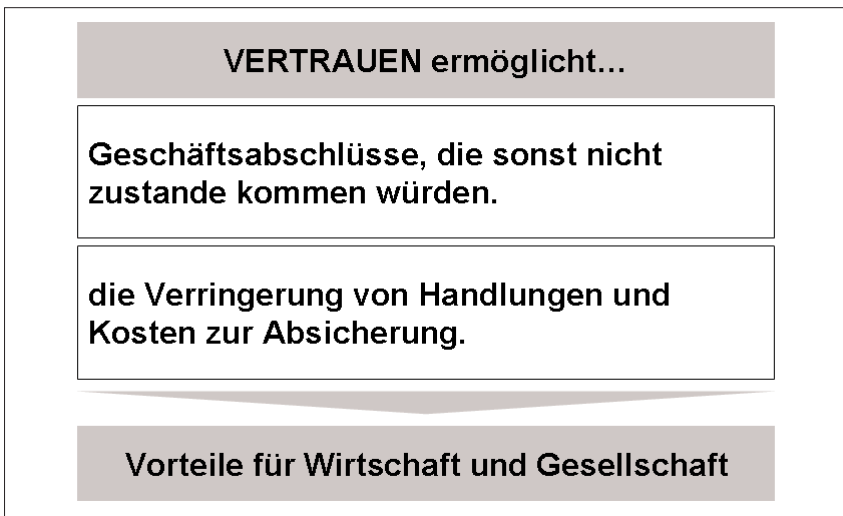 VERTRAUEN ermöglicht...
Geschäftsabschlüsse, die sonst nicht
zustande kommen würden.
die Verringerung von Handlungen und
Kosten zur Absicherung.
Vorteile für Wirtschaft und Gesellschaft